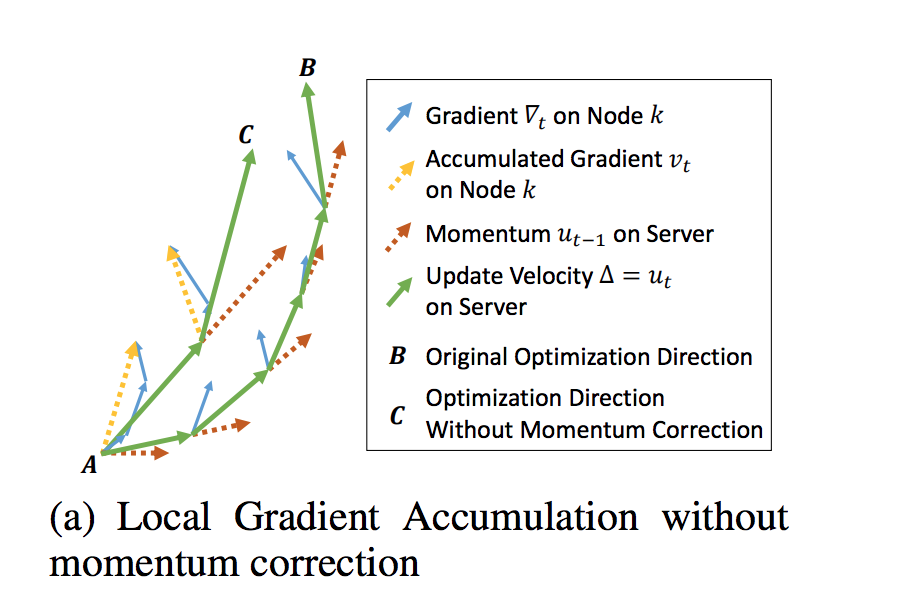 B
C
A
Gradient ∇t on Node k
Accumulated Gradient vt
on Node k
Momentum ut−1 on Server
Update Velocity Δ = ut
on Server
B Original Optimization Direction
Optimization Direction
C
Without Momentum Correction
(a) Local Gradient Accumulation without
momentum correction